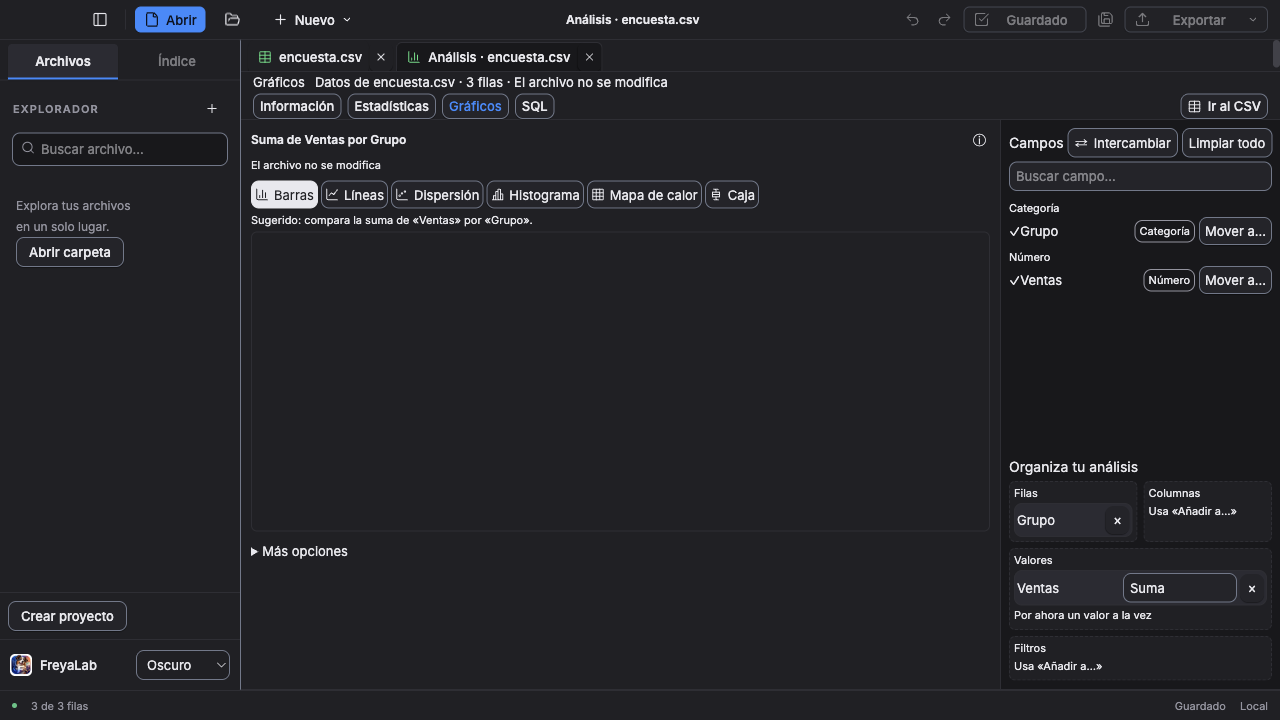 Abrir
Nuevo
Análisis · encuesta.csv
Guardado
Exportar
Archivos
Índice
EXPLORADOR
Buscar archivo...
Explora tus archivos
en un solo lugar.
Abrir carpeta
Crear proyecto
FreyaLab
Oscuro
encuesta.csv
Análisis · encuesta.csv
Gráficos Datos de encuesta.csv · 3 filas · El archivo no se modifica
Información
Estadísticas
Gráficos
SQL
Ir al CSV
Suma de Ventas por Grupo
El archivo no se modifica
Barras
Líneas
Dispersión
Histograma
Mapa de calor
Caja
Sugerido: compara la suma de «Ventas» por «Grupo».
Más opciones
Campos
Intercambiar
Limpiar todo
Buscar campo...
Categoría
Grupo
Categoría
Mover a...
Número
Ventas
Número
Mover a...
Organiza tu análisis
Filas
Grupo
Columnas
Usa «Añadir a...»
Valores
Ventas
Suma
Por ahora un valor a la vez
Filtros
Usa «Añadir a...»
3 de 3 filas
Guardado
Local